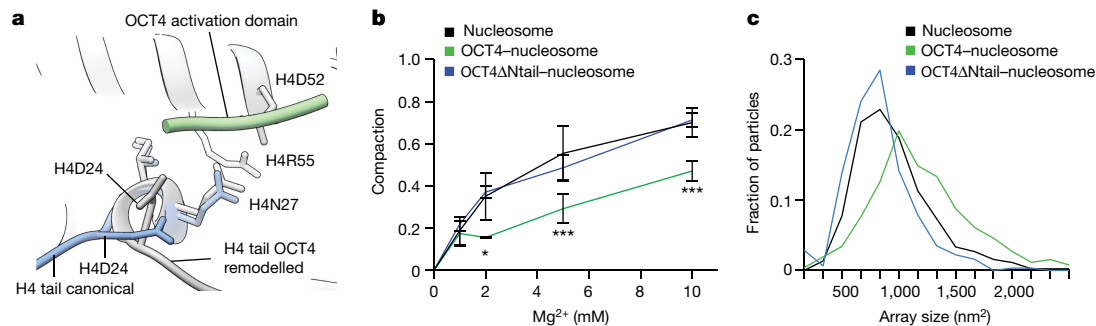 a
OCT4 activation domain
H4D52
H4D24
H4R55
H4N27
H4 tail OCT4
remodelled
H4D24
H4 tail canonical
b
Nucleosome
OCT4–nucleosome
OCT4ΔNtail–nucleosome
Compaction
1.0
0.8
0.6
0.4
0.2
0
*
***
***
0 2 4 6 8 10
Mg2+ (mM)
c
Nucleosome
OCT4–nucleosome
OCT4ΔNtail–nucleosome
Fraction of particles
0.3
0.2
0.1
0
500 1,000 1,500 2,000
Array size (nm2)